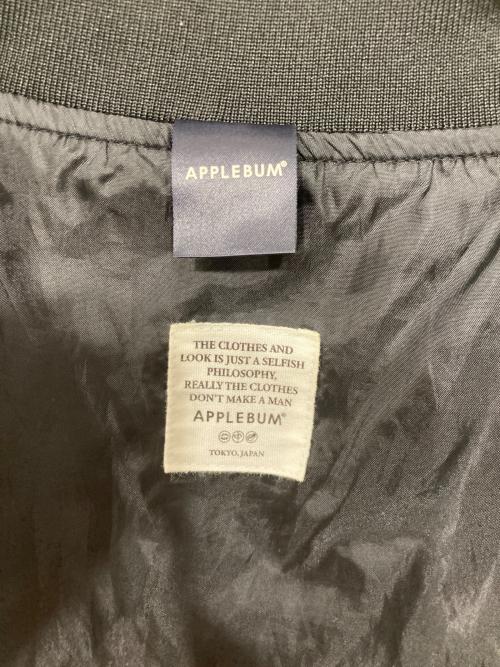 APPLEBUM®
THE CLOTHES AND
LOOK IS JUST A SELFISH
PHILOSOPHY,
REALLY THE CLOTHES
DON'T MAKE A MAN
APPLEBUM®
TOKYO, JAPAN